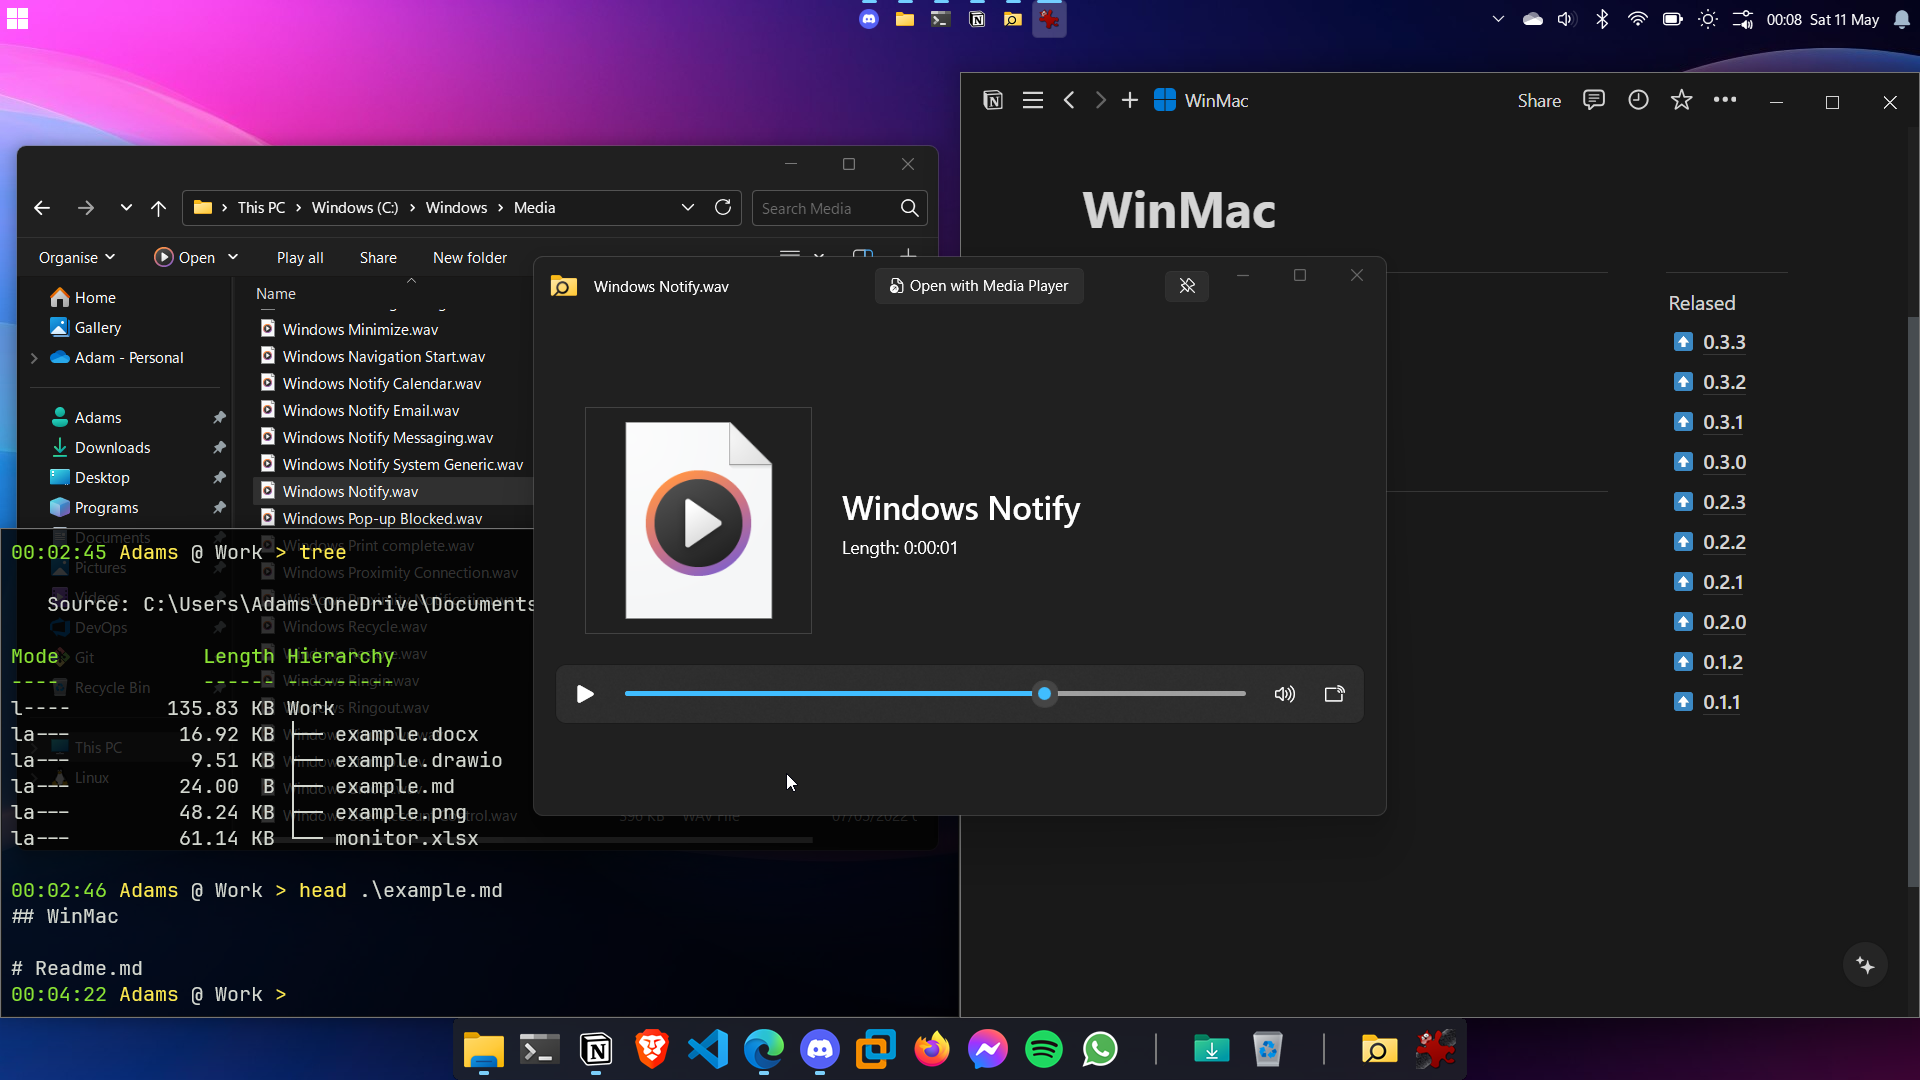 00:08 Sat 11 May
WinMac
Share
WinMac
Relased
0.3.3
0.3.2
0.3.1
0.3.0
0.2.3
0.2.2
0.2.1
0.2.0
0.1.2
0.1.1
This PC > Windows (C:) > Windows > Media
Search Media
Organise
Open
Play all
Share
New folder
Home
Gallery
Adam - Personal
Adams
Downloads
Desktop
Programs
Documents
Pictures
Videos
DevOps
Git
Recycle Bin
This PC
Linux
Name
Windows Minimize.wav
Windows Navigation Start.wav
Windows Notify Calendar.wav
Windows Notify Email.wav
Windows Notify Messaging.wav
Windows Notify System Generic.wav
Windows Notify.wav
Windows Pop-up Blocked.wav
Windows Print complete.wav
Windows Proximity Connection.wav
Windows Proximity Notification.wav
Windows Recycle.wav
Windows Ringin.wav
Windows Ringout.wav
Windows Notify.wav
Open with Media Player
Windows Notify
Length: 0:00:01
00:02:45 Adams @ Work > tree
Source: C:\Users\Adams\OneDrive\Documents
Mode Length Hierarchy
---- ------ ---------
l---- 135.83 KB Work
la--- 16.92 KB ├── example.docx
la--- 9.51 KB ├── example.drawio
la--- 24.00 B ├── example.md
la--- 48.24 KB ├── example.png
la--- 61.14 KB └── monitor.xlsx
00:02:46 Adams @ Work > head .\example.md
## WinMac
# Readme.md
00:04:22 Adams @ Work >